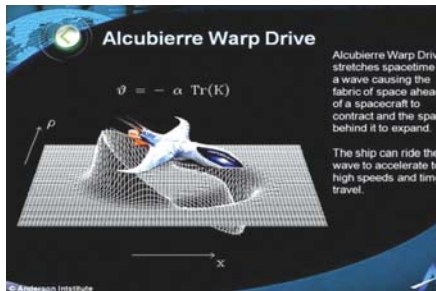 Alcubierre Warp Drive
ϑ = − α Tr(K)
Alcubierre Warp Driv
stretches spacetime
a wave causing the
fabric of space ahea
of a spacecraft to
contract and the spa
behind it to expand.
The ship can ride the
wave to accelerate t
high speeds and tim
travel.
ρ
x
© Anderson Institute